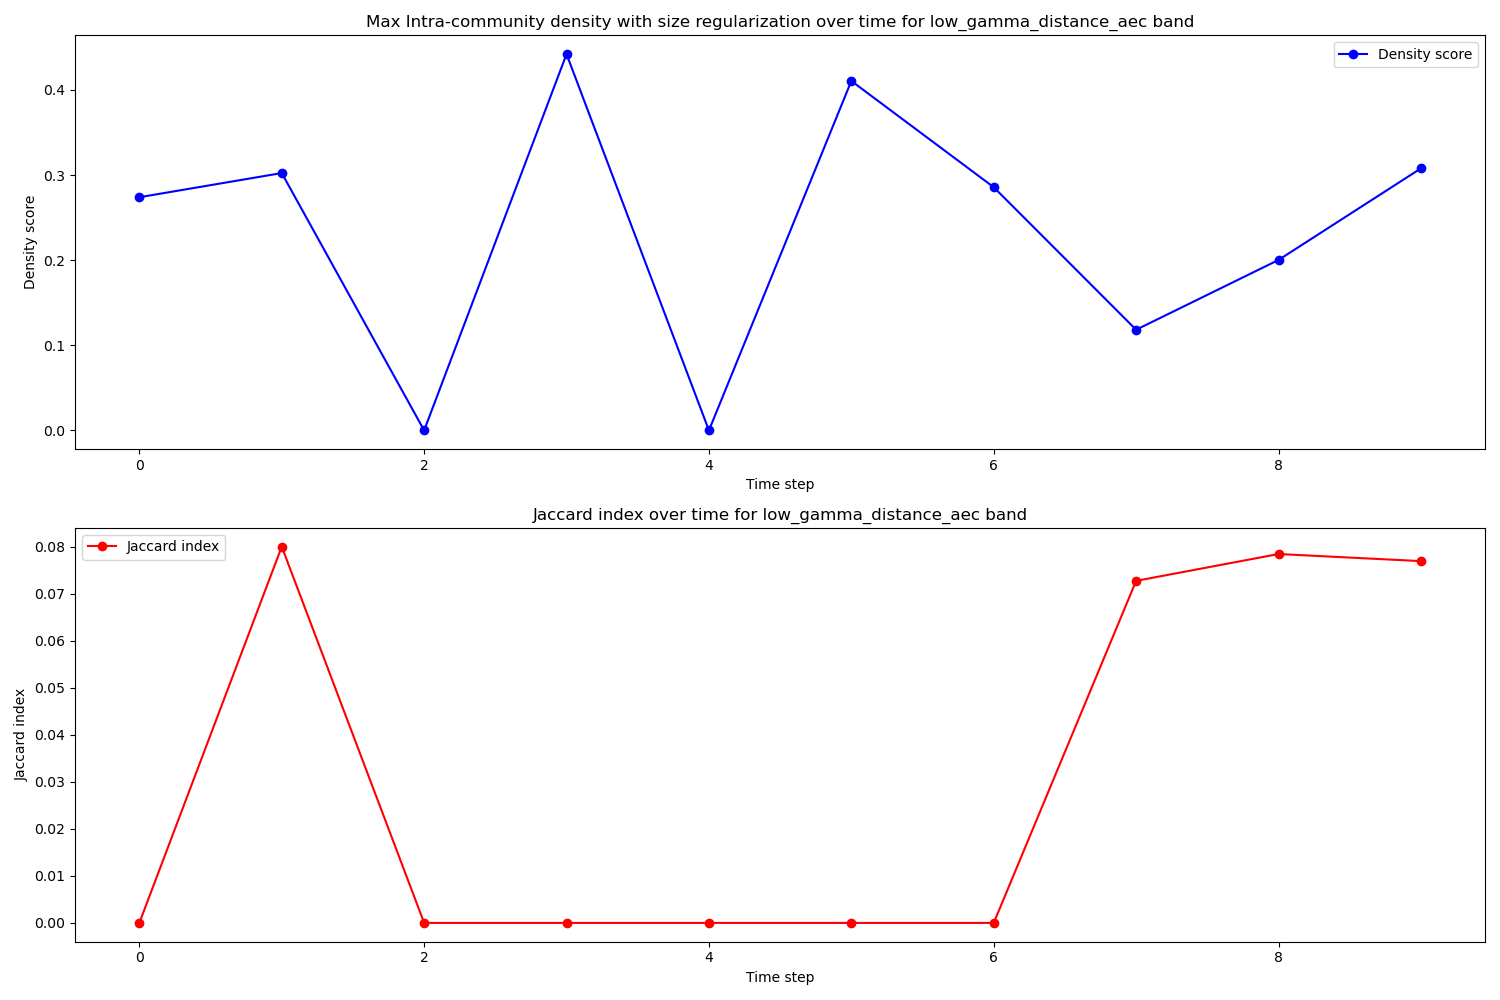 Max Intra-community density with size regularization over time for low_gamma_distance_aec band
Density score
Density score
0.4
0.3
0.2
0.1
0.0
0 2 4 6 8
Time step
Jaccard index over time for low_gamma_distance_aec band
Jaccard index
Jaccard index
0.08
0.07
0.06
0.05
0.04
0.03
0.02
0.01
0.00
0 2 4 6 8
Time step